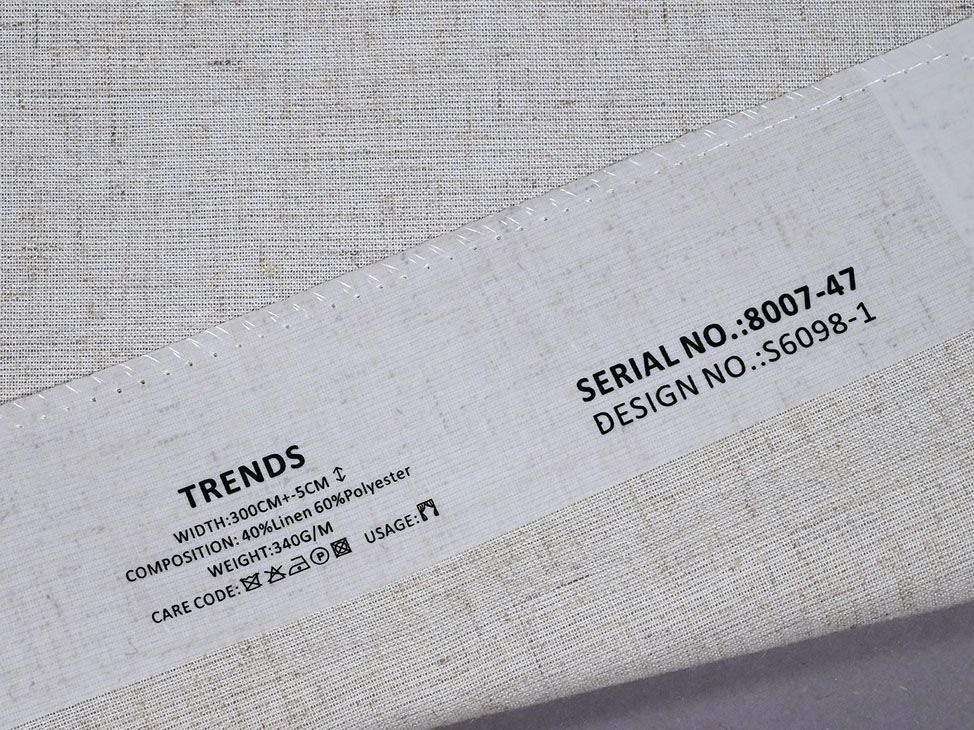 TRENDS
WIDTH:300CM+-5CM
COMPOSITION: 40%Linen 60%Polyester
WEIGHT:340G/M
CARE CODE: P USAGE:
SERIAL NO.:8007-47
DESIGN NO.:S6098-1